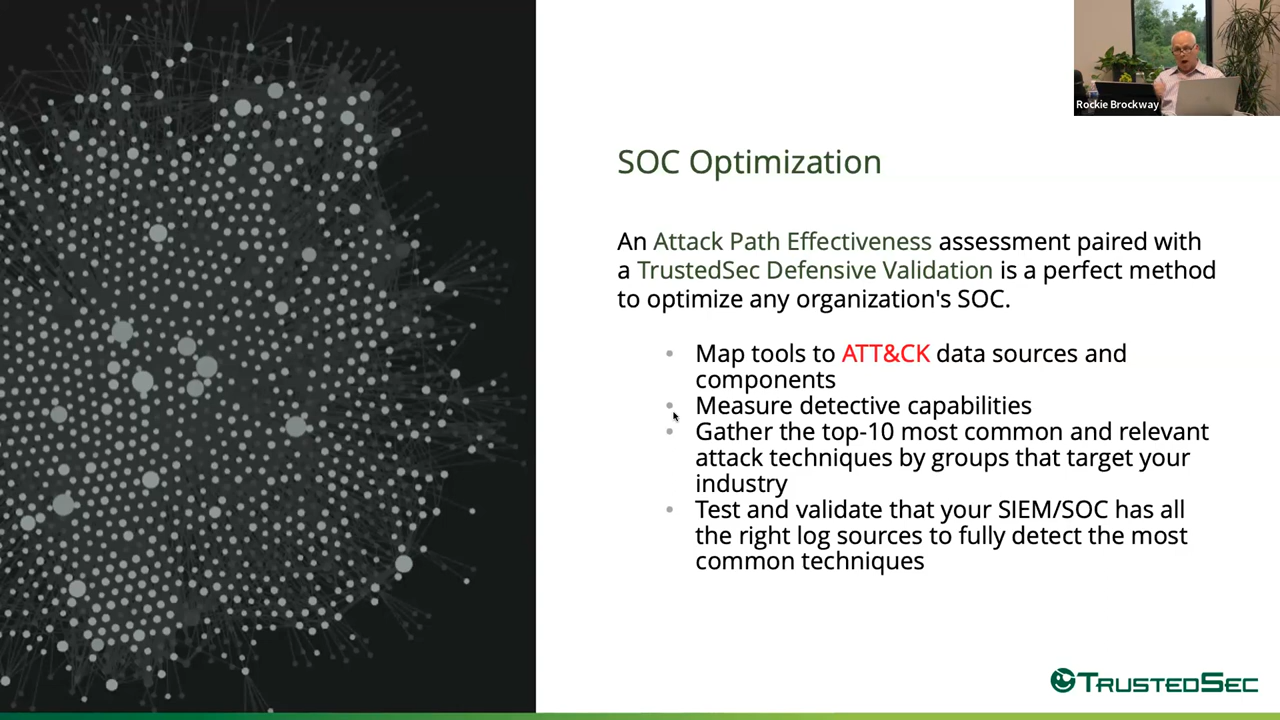 Rockie Brockway
SOC Optimization
An Attack Path Effectiveness assessment paired with
a TrustedSec Defensive Validation is a perfect method
to optimize any organization's SOC.
• Map tools to ATT&CK data sources and
components
• Measure detective capabilities
• Gather the top-10 most common and relevant
attack techniques by groups that target your
industry
• Test and validate that your SIEM/SOC has all
the right log sources to fully detect the most
common techniques
TRUSTEDSEC